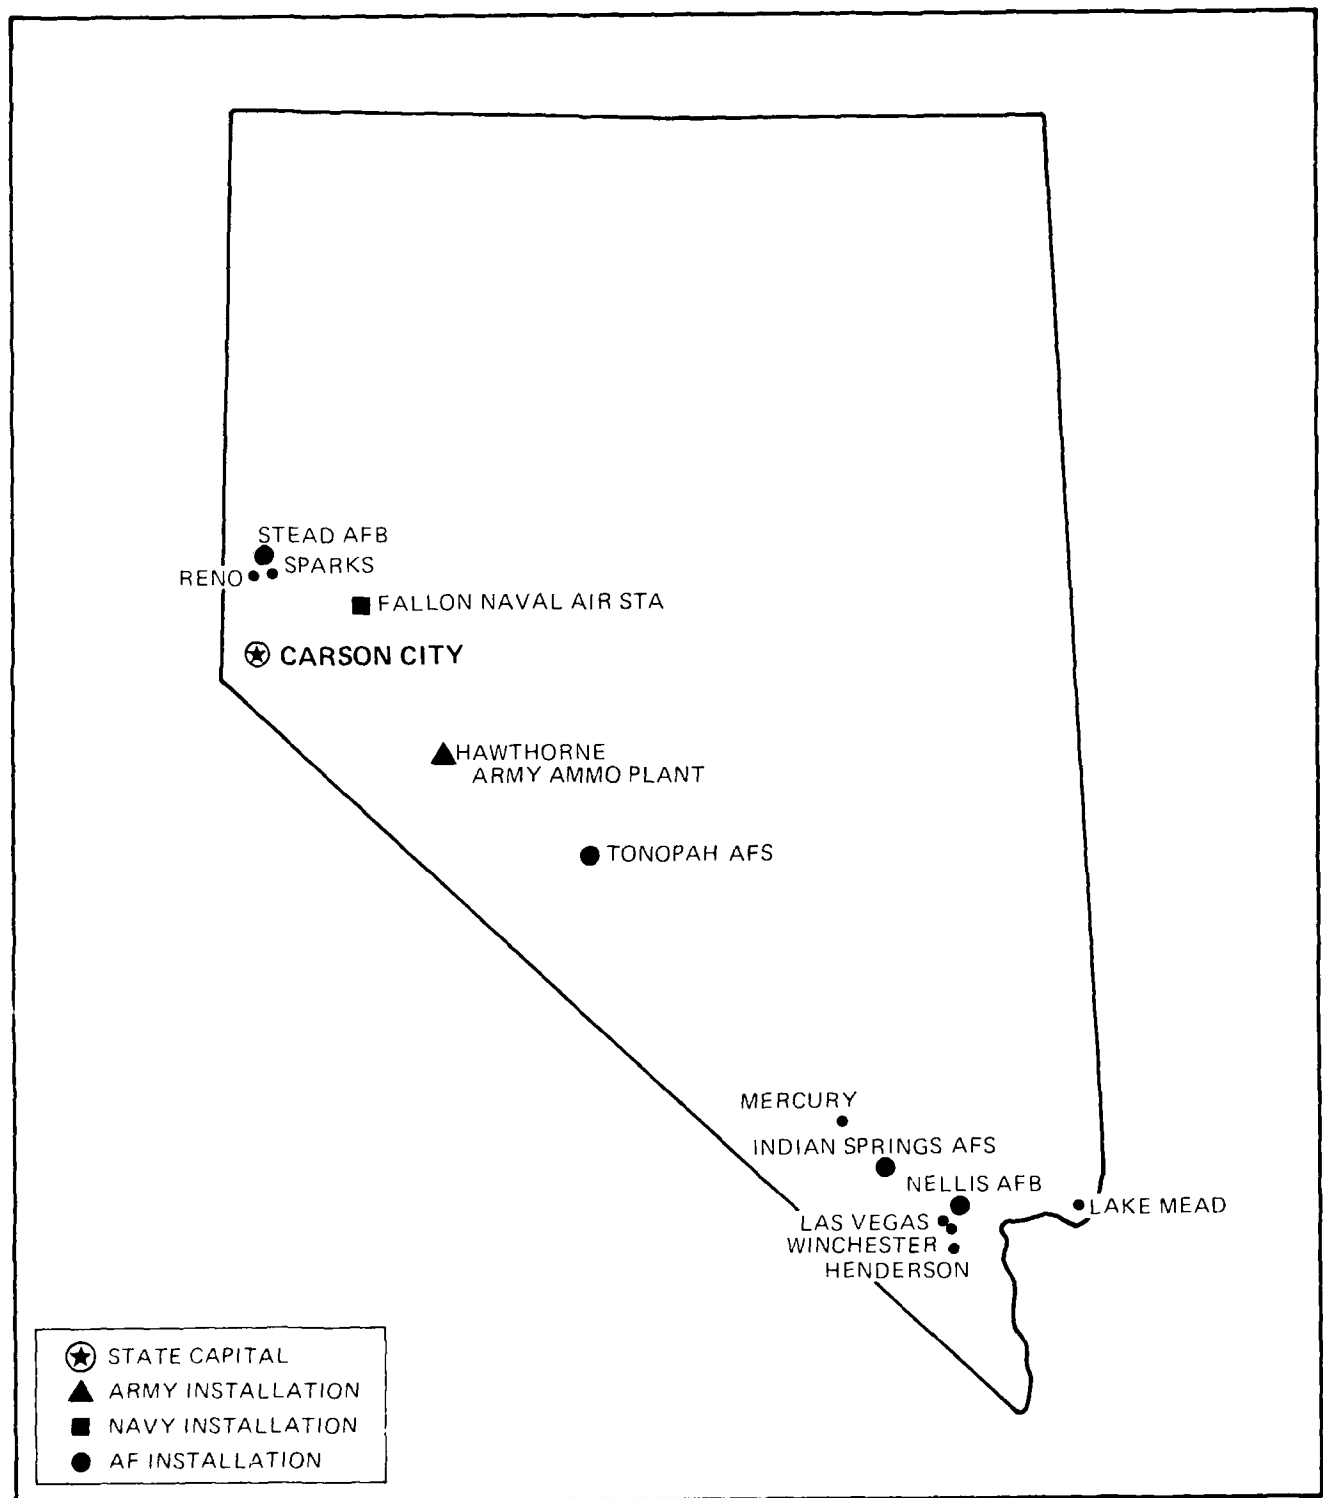 STEAD AFB
SPARKS
RENO
FALLON NAVAL AIR STA
CARSON CITY
HAWTHORNE
ARMY AMMO PLANT
TONOPAH AFS
MERCURY
INDIAN SPRINGS AFS
NELLIS AFB
LAKE MEAD
LAS VEGAS
WINCHESTER
HENDERSON
STATE CAPITAL
ARMY INSTALLATION
NAVY INSTALLATION
AF INSTALLATION